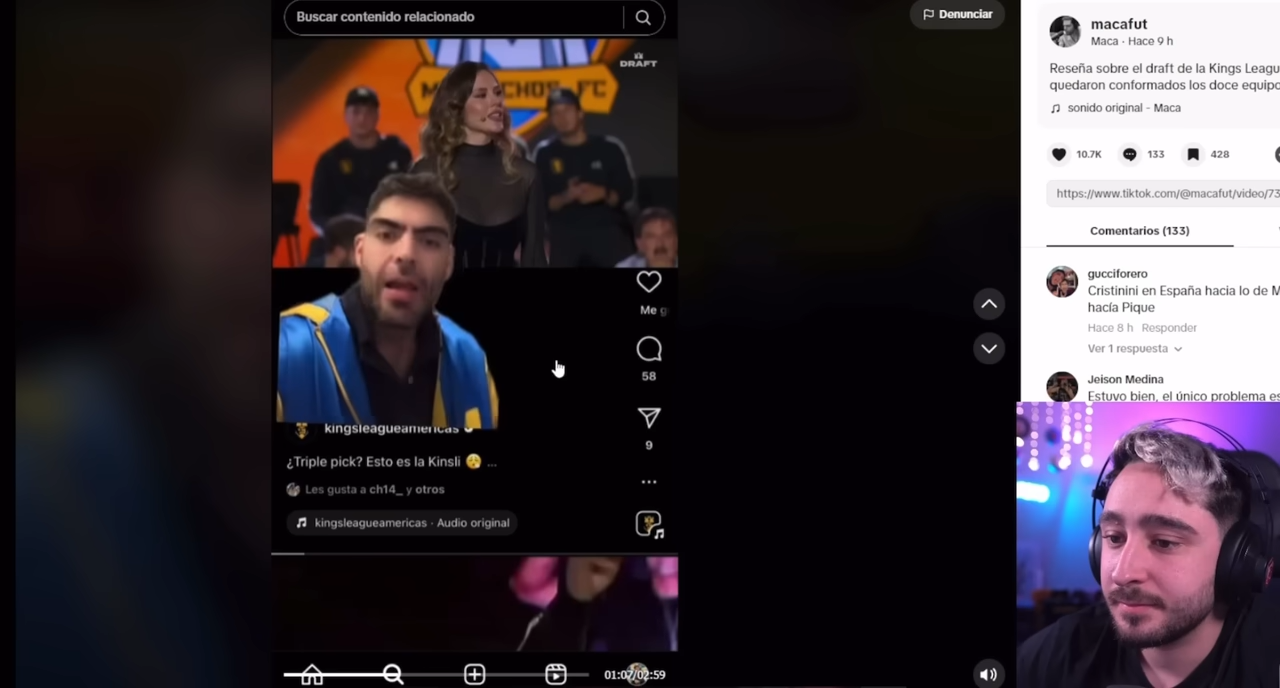 Buscar contenido relacionado
Denunciar
DRAFT
kingsleagueamericas
¿Triple pick? Esto es la Kinsli 😮‍💨 ...
Les gusta a ch14_ y otros
kingsleagueamericas · Audio original
Me g
58
9
01:07/02:59
macafut
Maca · Hace 9 h
Reseña sobre el draft de la Kings Leagu
quedaron conformados los doce equipo
sonido original - Maca
10.7K
133
428
https://www.tiktok.com/@macafut/video/73
Comentarios (133)
gucciforero
Cristinini en España hacia lo de M
hacía Pique
Hace 8 h Responder
Ver 1 respuesta
Jeison Medina
Estuvo bien, el único problema es